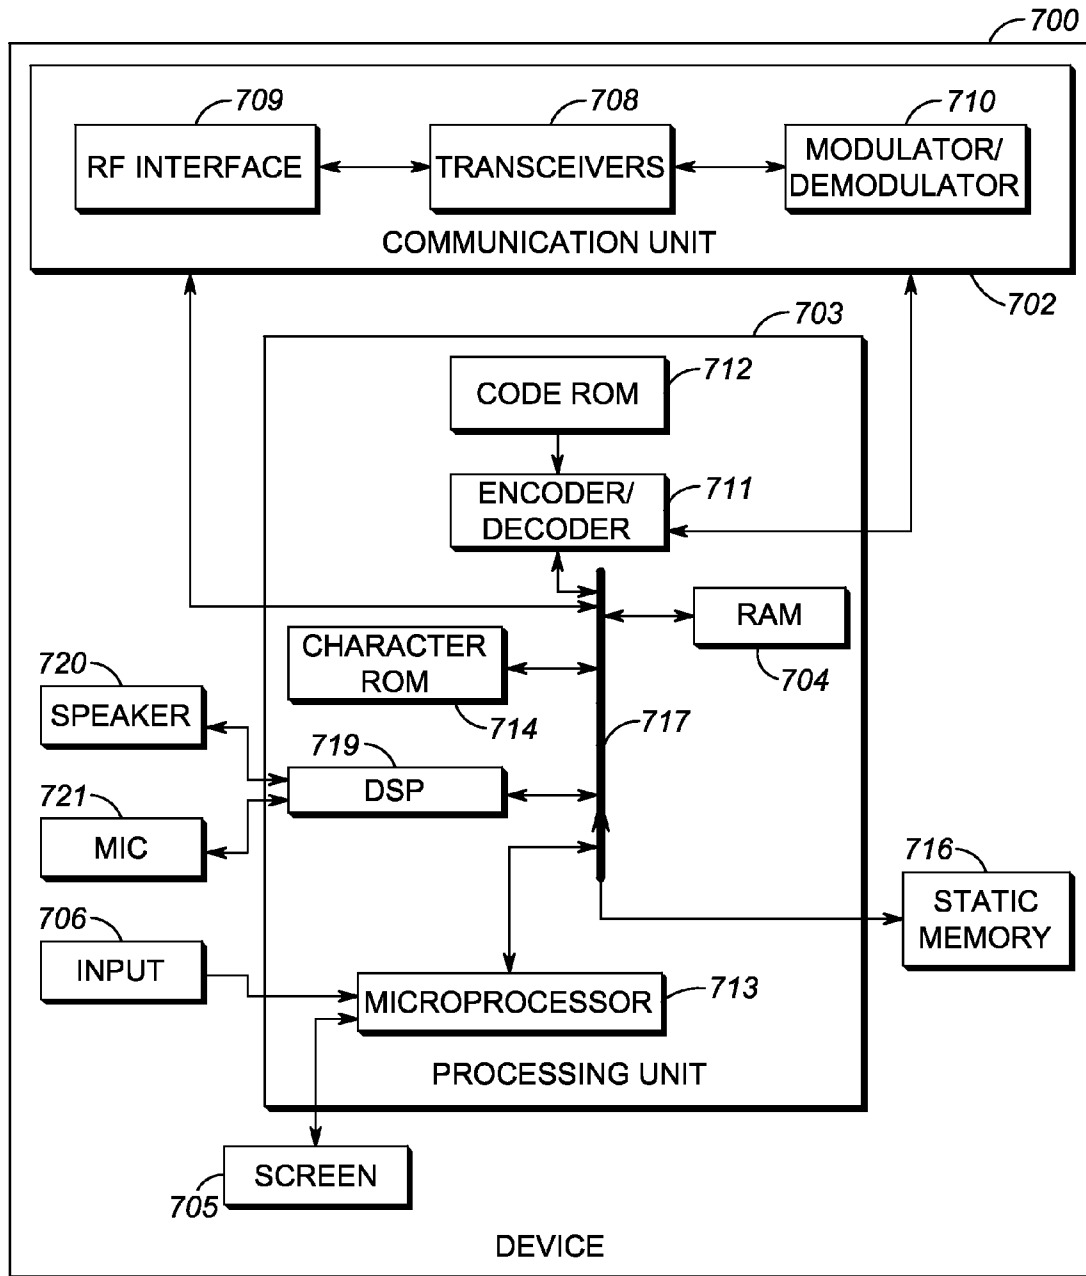 700
709
708
710
RF INTERFACE
TRANSCEIVERS
MODULATOR/
DEMODULATOR
COMMUNICATION UNIT
702
703
CODE ROM
712
ENCODER/
DECODER
711
RAM
704
CHARACTER
ROM
714
717
720
SPEAKER
719
DSP
721
MIC
716
STATIC
MEMORY
706
INPUT
MICROPROCESSOR
713
PROCESSING UNIT
SCREEN
705
DEVICE